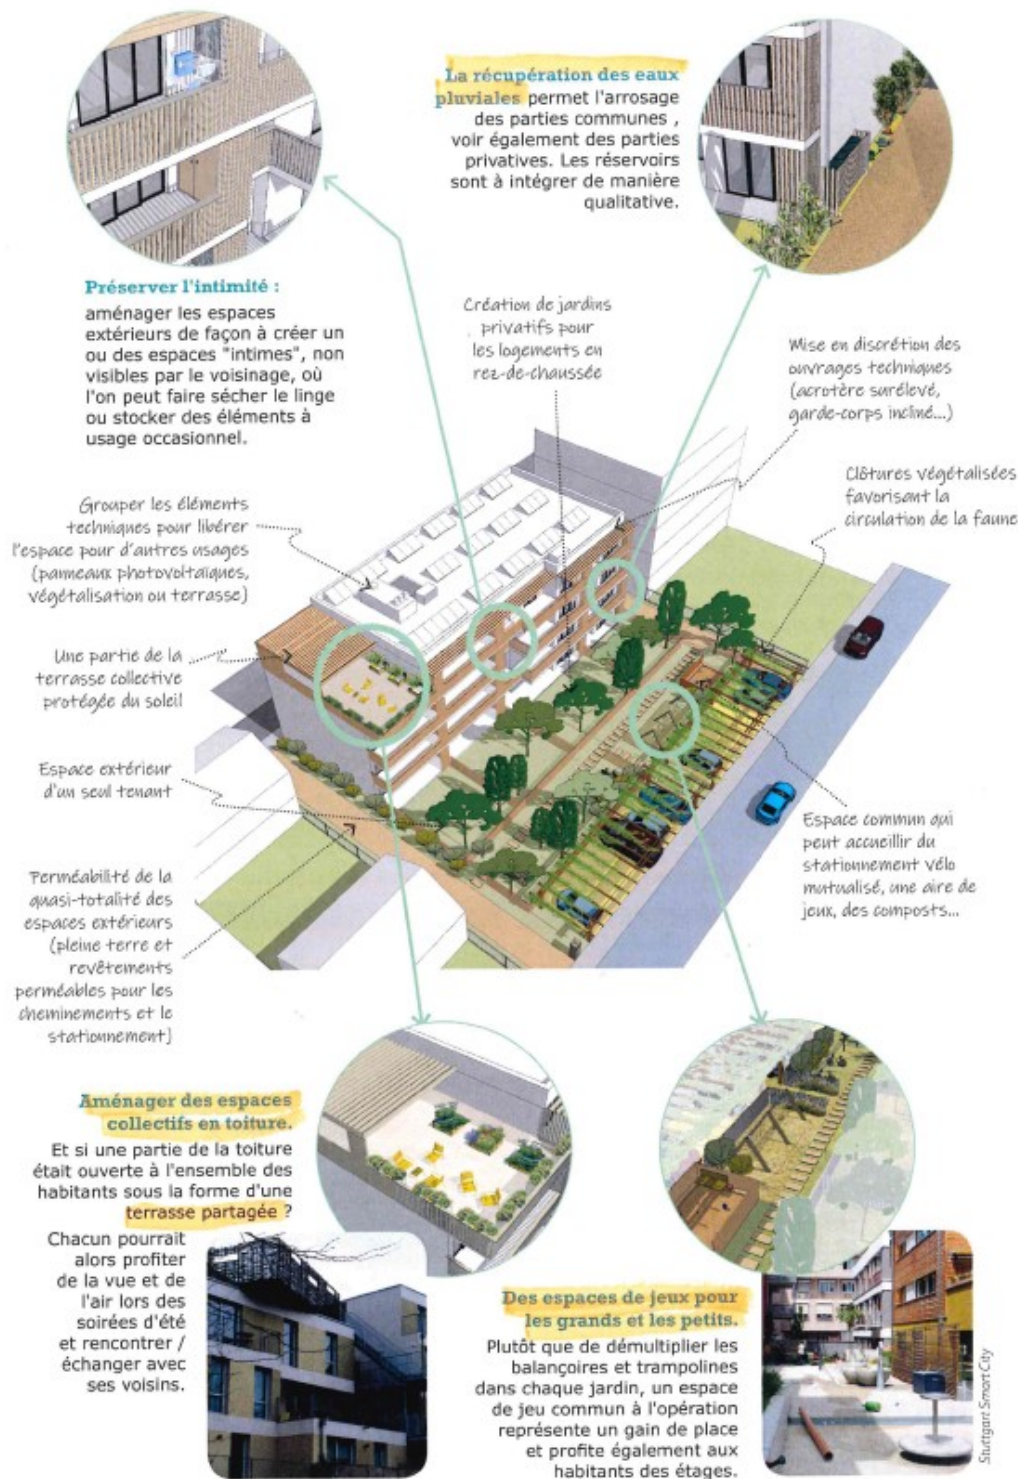 La récupération des eaux
pluviales permet l'arrosage
des parties communes ,
voir également des parties
privatives. Les réservoirs
sont à intégrer de manière
qualitative.
Préserver l'intimité :
aménager les espaces
extérieurs de façon à créer un
ou des espaces "intimes", non
visibles par le voisinage, où
l'on peut faire sécher le linge
ou stocker des éléments à
usage occasionnel.
Création de jardins
privatifs pour
les logements en
rez-de-chaussée
Mise en discrétion des
ouvrages techniques
(acrotère surélevé,
garde-corps incliné...)
Clôtures végétalisées
favorisant la
circulation de la faune
Grouper les éléments
techniques pour libérer
l'espace pour d'autres usages
(panneaux photovoltaïques,
végétalisation ou terrasse)
Une partie de la
terrasse collective
protégée du soleil
Espace extérieur
d'un seul tenant
Perméabilité de la
quasi-totalité des
espaces extérieurs
(pleine terre et
revêtements
perméables pour les
cheminements et le
stationnement)
Espace commun qui
peut accueillir du
stationnement vélo
mutualisé, une aire de
jeux, des composts...
Aménager des espaces
collectifs en toiture.
Et si une partie de la toiture
était ouverte à l'ensemble des
habitants sous la forme d'une
terrasse partagée ?
Chacun pourrait
alors profiter
de la vue et de
l'air lors des
soirées d'été
et rencontrer /
échanger avec
ses voisins.
Des espaces de jeux pour
les grands et les petits.
Plutôt que de démultiplier les
balançoires et trampolines
dans chaque jardin, un espace
de jeu commun à l'opération
représente un gain de place
et profite également aux
habitants des étages.
Stuttgart Smart City